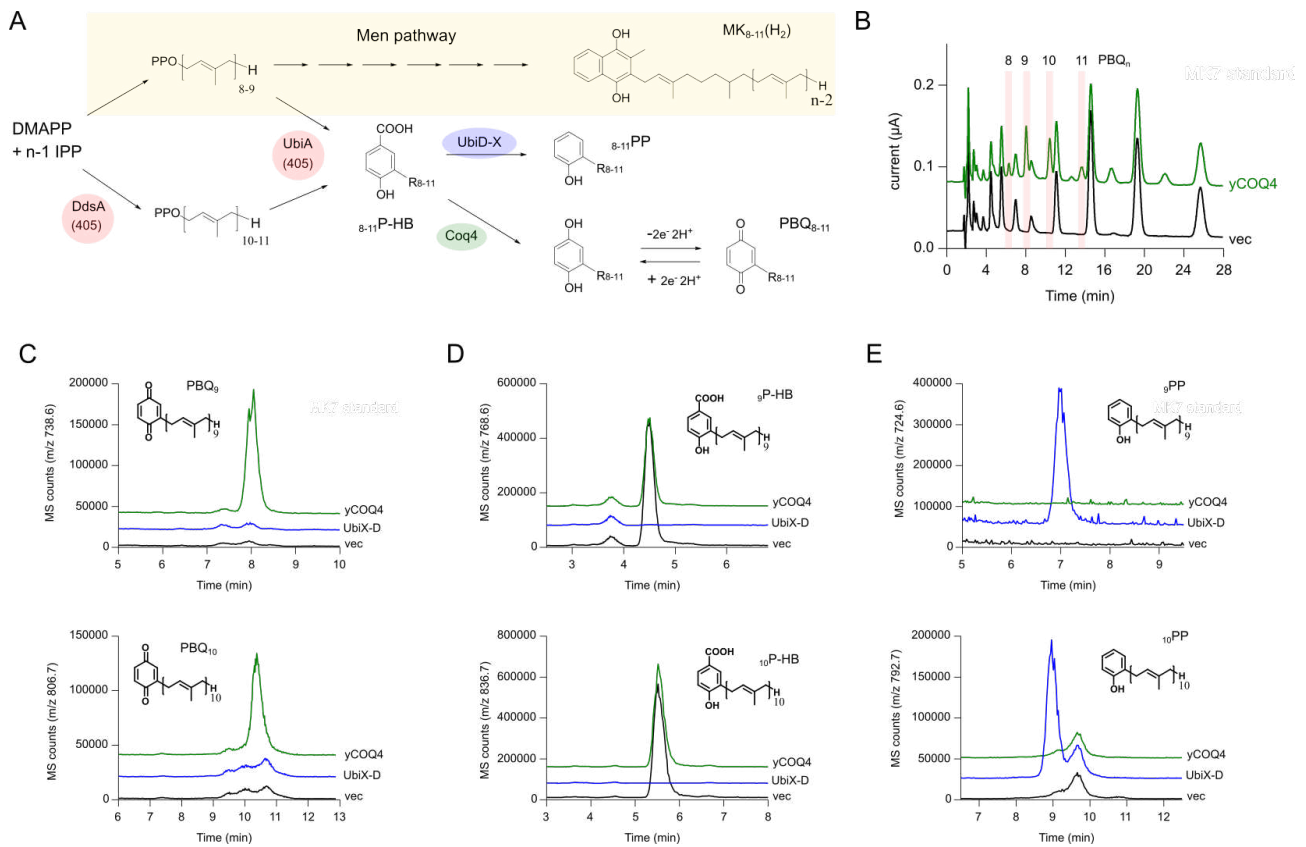 A
Men pathway
MK8-11(H2)
PPO
H
8-9
OH
OH
H
n-2
DMAPP
+ n-1 IPP
UbiA
(405)
DdsA
(405)
PPO
H
10-11
COOH
R8-11
OH
8-11P-HB
UbiD-X
8-11PP
R8-11
OH
Coq4
OH
R8-11
OH
−2e- 2H+
+ 2e- 2H+
PBQ8-11
O
R8-11
O
B
8 9 10 11 PBQn
MK7 standard
0.2
0.1
0.0
current (µA)
yCOQ4
vec
0 4 8 12 16 20 24 28
Time (min)
C
200000
150000
100000
50000
0
MS counts (m/z 738.6)
PBQ9
O
O
H
9
MK7 standard
yCOQ4
UbiX-D
vec
5 6 7 8 9 10
Time (min)
150000
100000
50000
0
MS counts (m/z 806.7)
PBQ10
O
O
H
10
yCOQ4
UbiX-D
vec
6 7 8 9 10 11 12 13
Time (min)
D
600000
400000
200000
0
MS counts (m/z 768.6)
9P-HB
COOH
OH
H
9
yCOQ4
UbiX-D
vec
3 4 5 6
Time (min)
800000
600000
400000
200000
0
MS counts (m/z 836.7)
10P-HB
COOH
OH
H
10
yCOQ4
UbiX-D
vec
3 4 5 6 7 8
Time (min)
E
400000
300000
200000
100000
0
MS counts (m/z 724.6)
9PP
MK7 standard
OH
H
9
yCOQ4
UbiX-D
vec
5 6 7 8 9
Time (min)
200000
150000
100000
50000
0
MS counts (m/z 792.7)
10PP
OH
H
10
yCOQ4
UbiX-D
vec
7 8 9 10 11 12
Time (min)